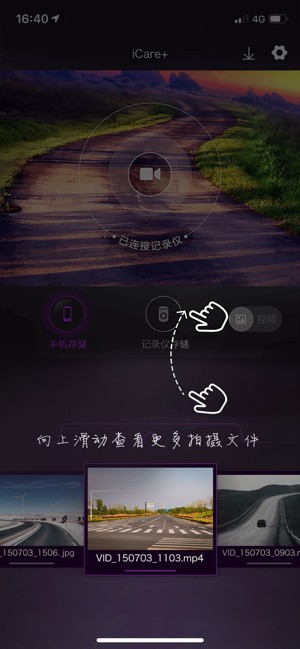 16:40
4G
iCare+
已连接记录仪
手机存储
记录仪存储
视频
向上滑动查看更多拍摄文件
_150703_1506. jpg
VID_150703_1103.mp4
VID_150703_0903.m